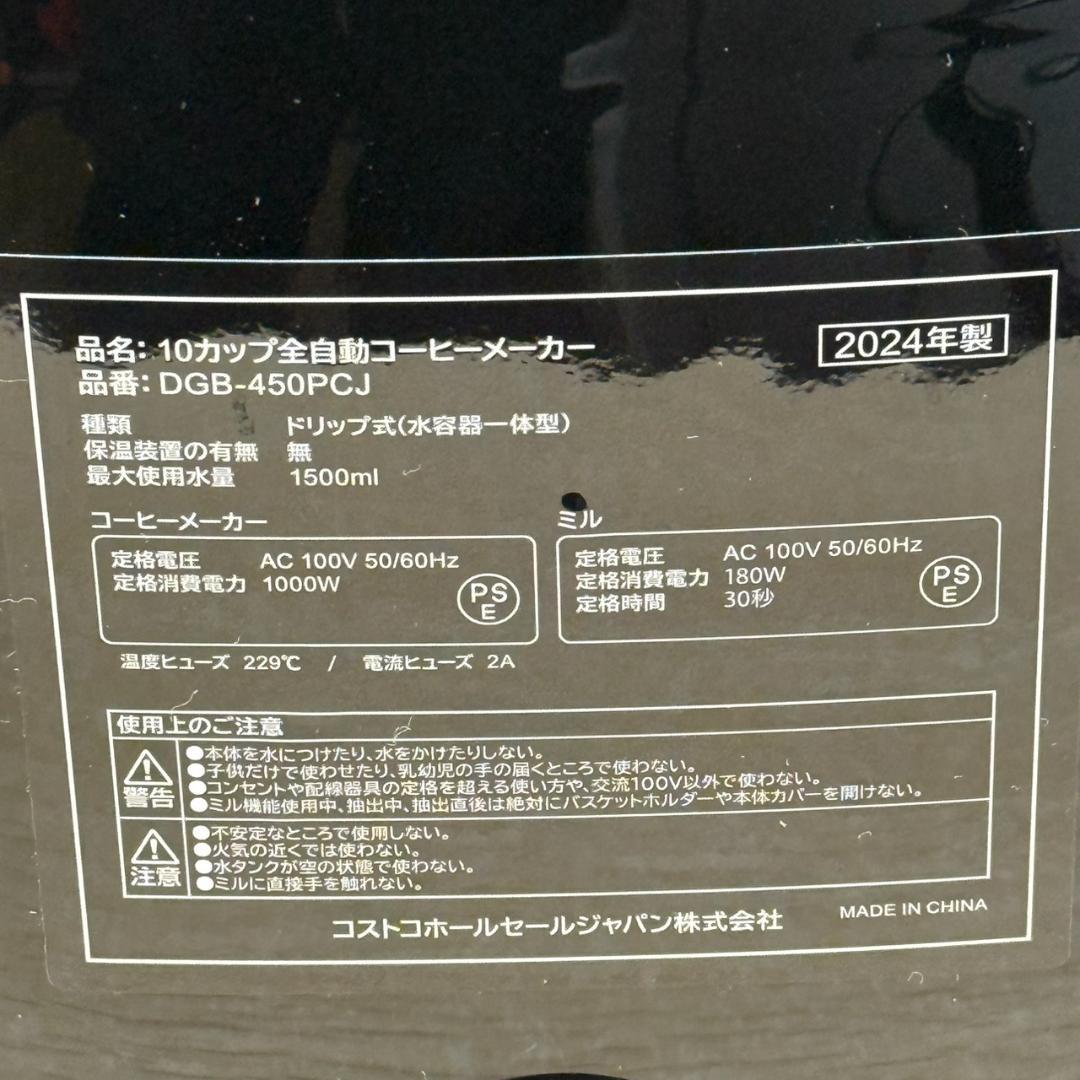 品名: 10カップ全自動コーヒーメーカー
2024年製
品番: DGB-450PCJ
種類 ドリップ式(水容器一体型)
保温装置の有無 無
最大使用水量 1500ml
コーヒーメーカー
定格電圧 AC 100V 50/60Hz
定格消費電力 1000W
PS
E
ミル
定格電圧 AC 100V 50/60Hz
定格消費電力 180W
定格時間 30秒
PS
E
温度ヒューズ 229℃ / 電流ヒューズ 2A
使用上のご注意
警告
●本体を水につけたり、水をかけたりしない。
●子供だけで使わせたり、乳幼児の手の届くところで使わない。
●コンセントや配線器具の定格を超える使い方や、交流100V以外で使わない。
●ミル機能使用中、抽出中、抽出直後は絶対にバスケットホルダーや本体カバーを開けない。
注意
●不安定なところで使用しない。
●火気の近くでは使わない。
●水タンクが空の状態で使わない。
●ミルに直接手を触れない。
コストコホールセールジャパン株式会社
MADE IN CHINA